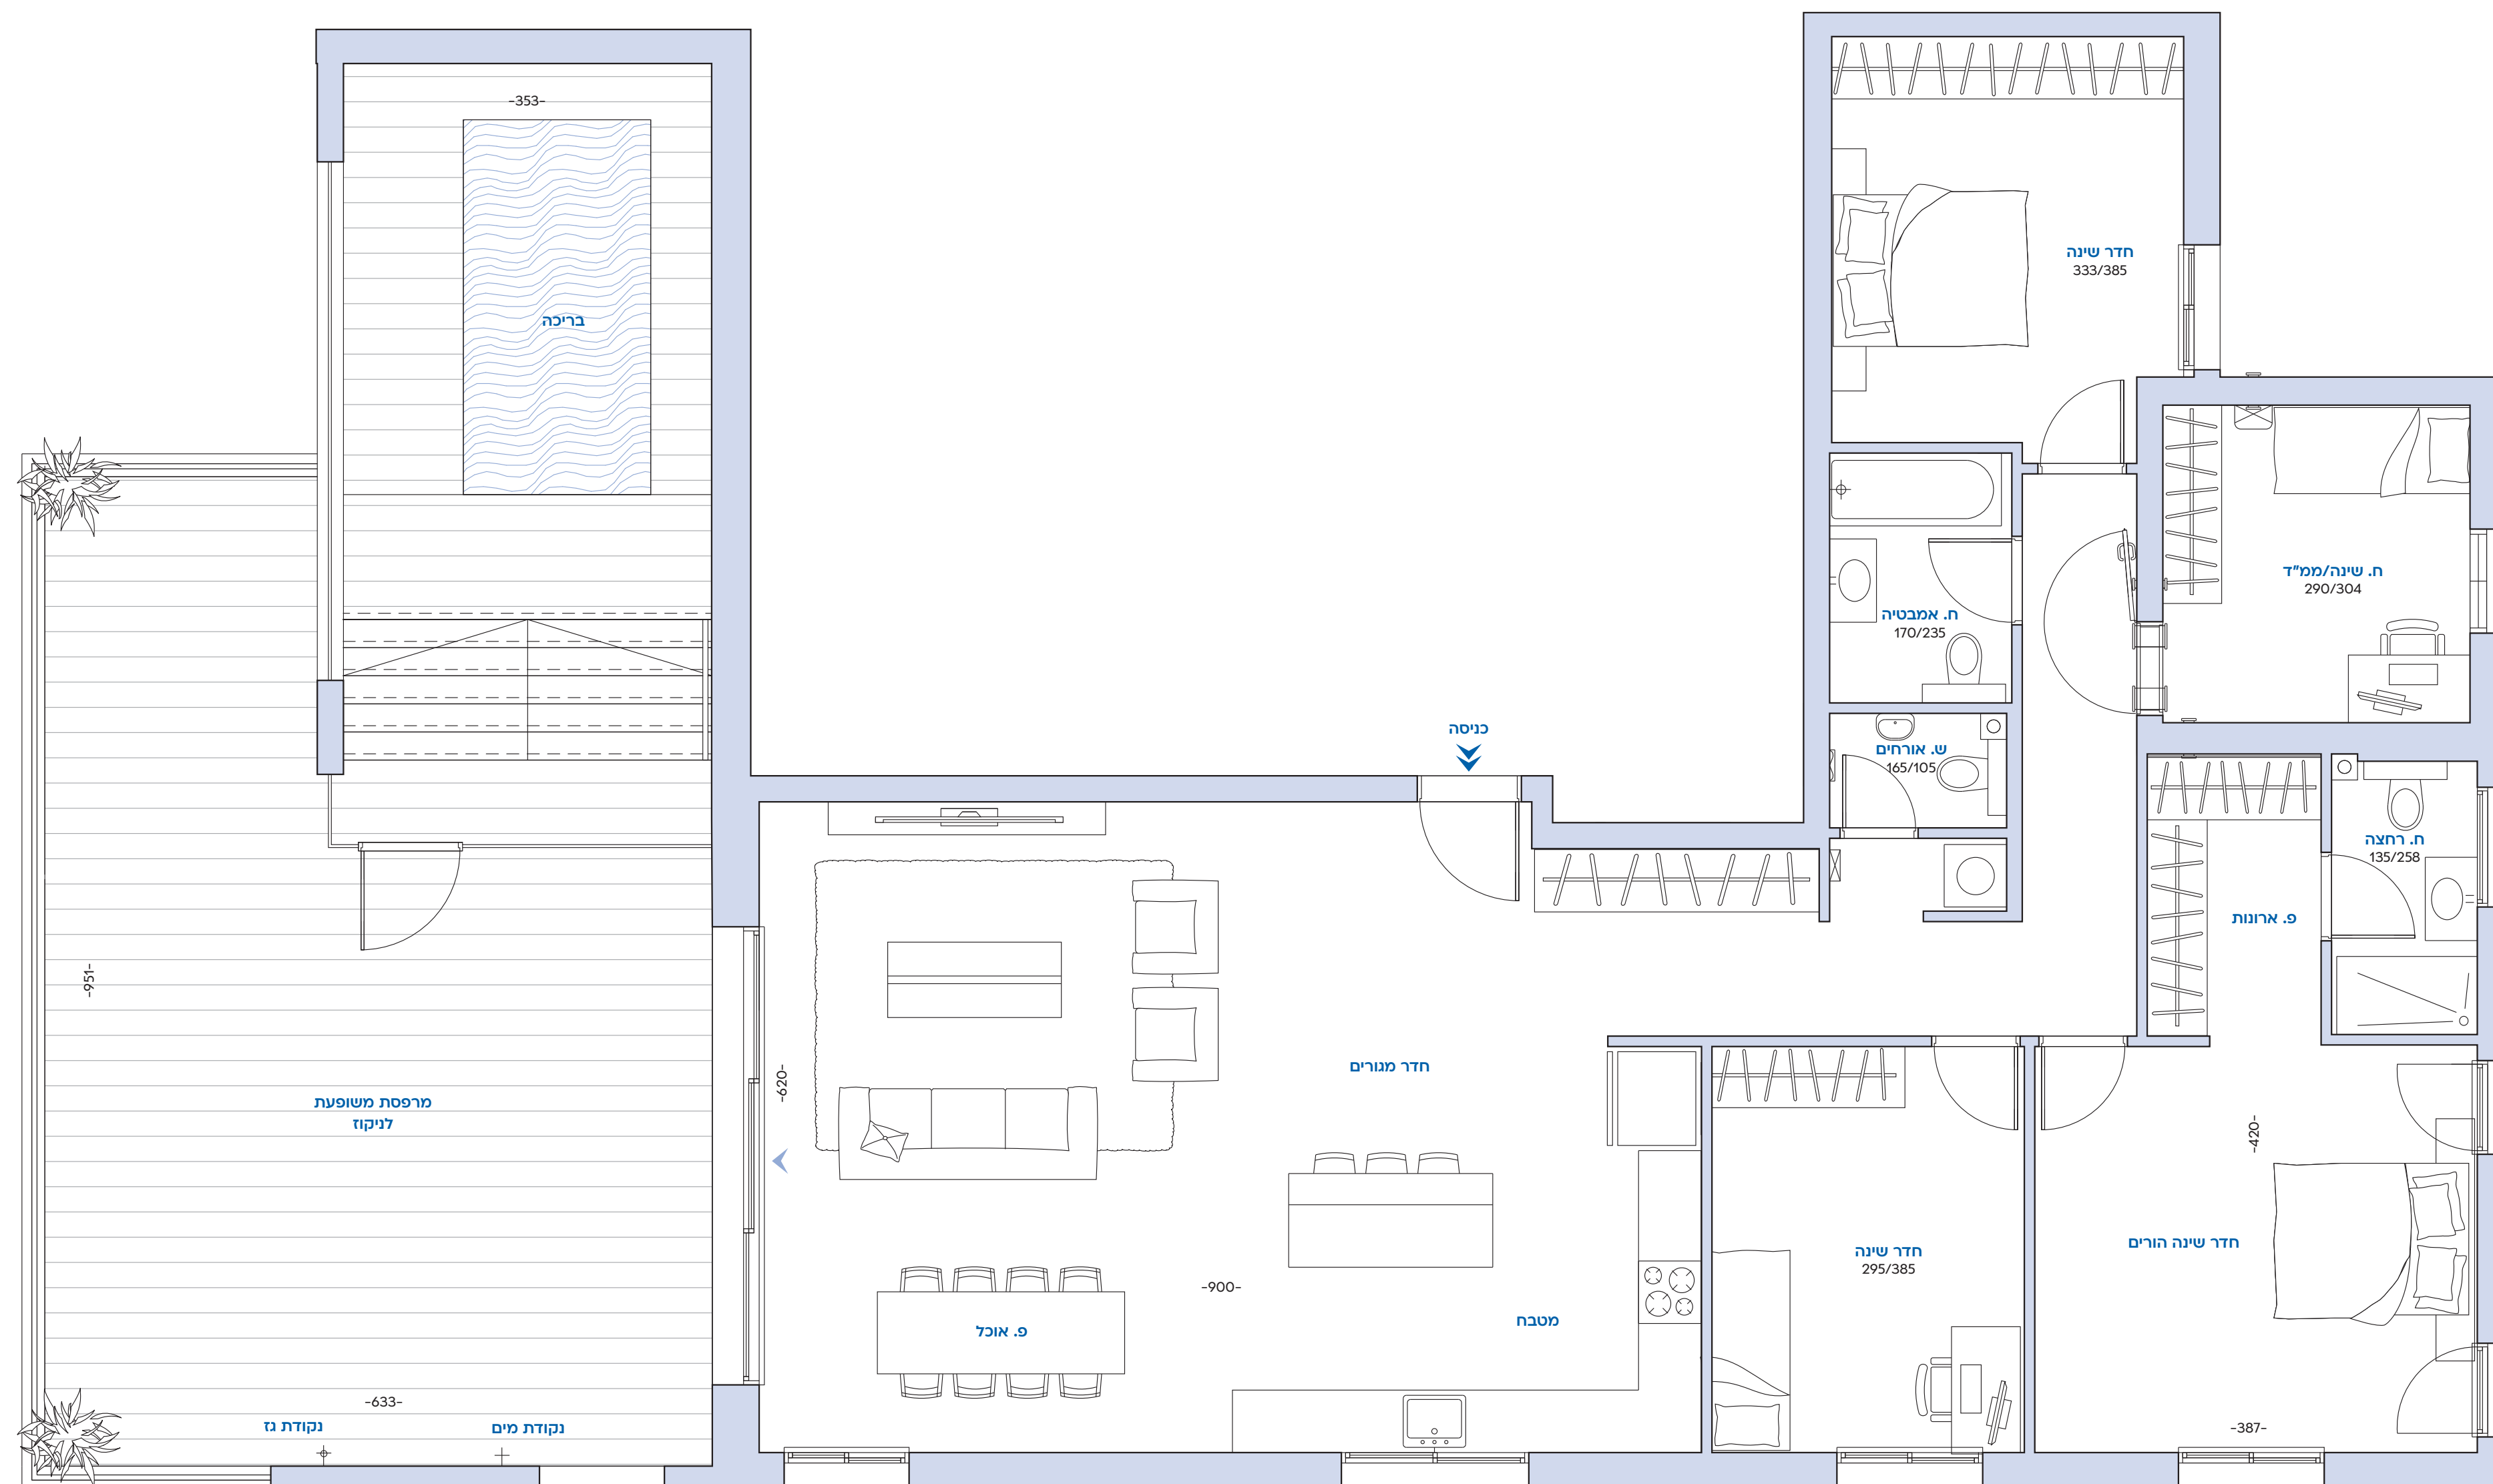 -353-
בריכה
חדר שינה
333/385
ח. שינה/ממ"ד
290/304
ח. אמבטיה
170/235
כניסה
ש. אורחים
165/105
ח. רחצה
135/258
פ. ארונות
-951-
-620-
חדר מגורים
מרפסת משופעת
לניקוז
-420-
חדר שינה הורים
חדר שינה
295/385
-900-
מטבח
פ. אוכל
-633-
נקודת גז
נקודת מים
-387-